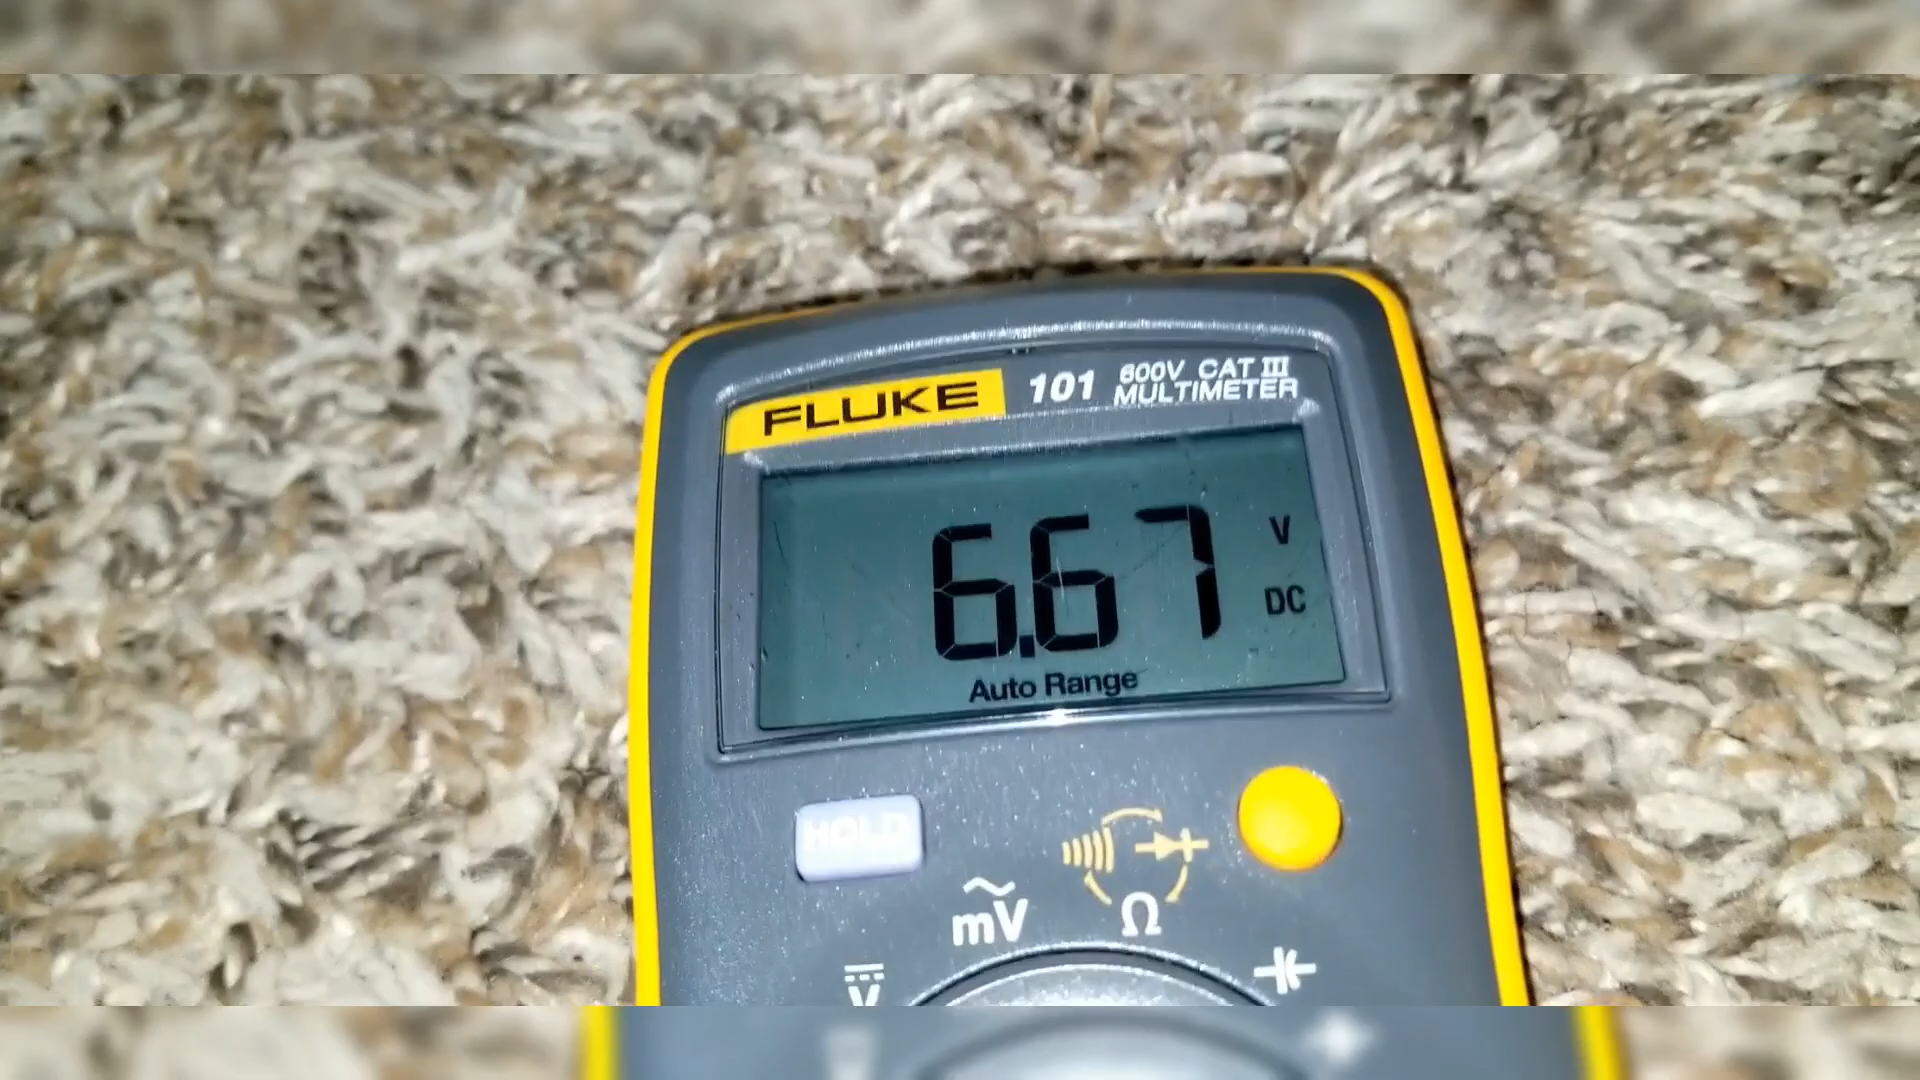 FLUKE 101 600V CAT III
MULTIMETER
6.67 V
DC
Auto Range
HOLD
mV
Ω
V